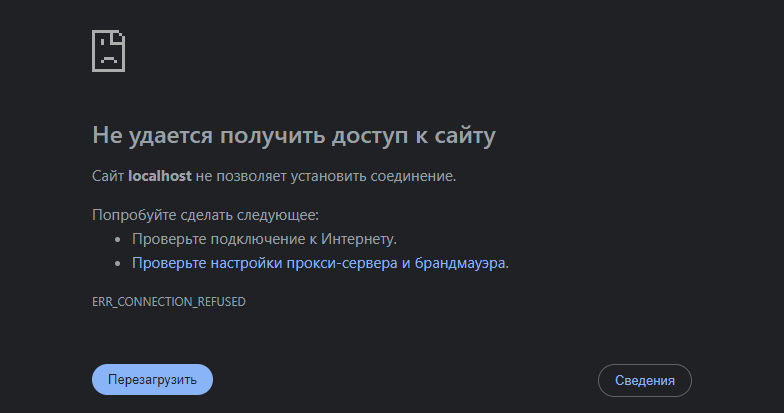 Не удается получить доступ к сайту
Сайт localhost не позволяет установить соединение.
Попробуйте сделать следующее:
• Проверьте подключение к Интернету.
• Проверьте настройки прокси-сервера и брандмауэра.
ERR_CONNECTION_REFUSED
Перезагрузить
Сведения